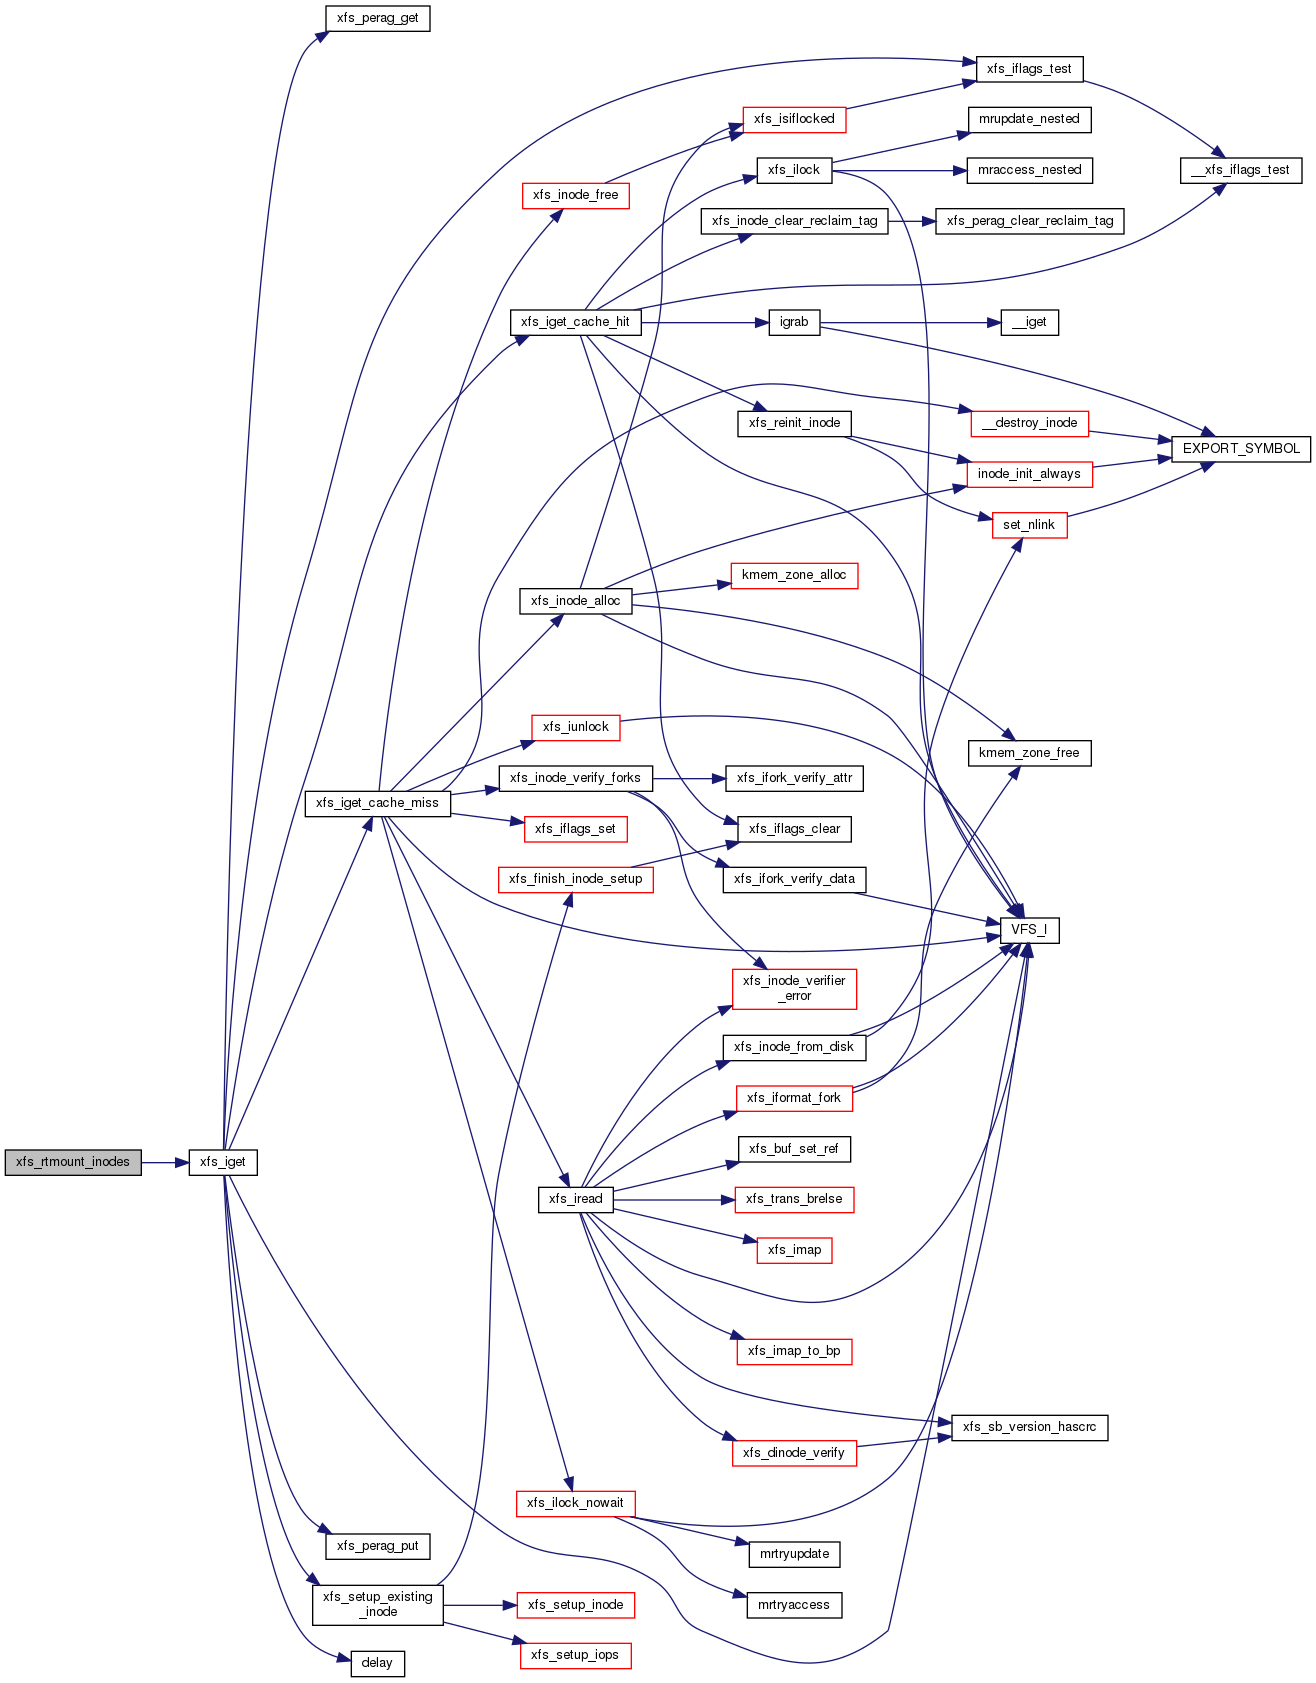 xfs_perag_get
xfs_iflags_test
xfs_isiflocked
mrupdate_nested
xfs_ilock
mraccess_nested
__xfs_iflags_test
xfs_inode_free
xfs_inode_clear_reclaim_tag
xfs_perag_clear_reclaim_tag
xfs_iget_cache_hit
igrab
__iget
xfs_reinit_inode
__destroy_inode
EXPORT_SYMBOL
inode_init_always
set_nlink
kmem_zone_alloc
xfs_inode_alloc
xfs_iunlock
kmem_zone_free
xfs_inode_verify_forks
xfs_ifork_verify_attr
xfs_iget_cache_miss
xfs_iflags_set
xfs_iflags_clear
xfs_finish_inode_setup
xfs_ifork_verify_data
VFS_I
xfs_inode_verifier
_error
xfs_inode_from_disk
xfs_iformat_fork
xfs_buf_set_ref
xfs_rtmount_inodes
xfs_iget
xfs_iread
xfs_trans_brelse
xfs_imap
xfs_imap_to_bp
xfs_sb_version_hascrc
xfs_dinode_verify
xfs_ilock_nowait
xfs_perag_put
mrtryupdate
xfs_setup_existing
_inode
xfs_setup_inode
mrtryaccess
xfs_setup_iops
delay